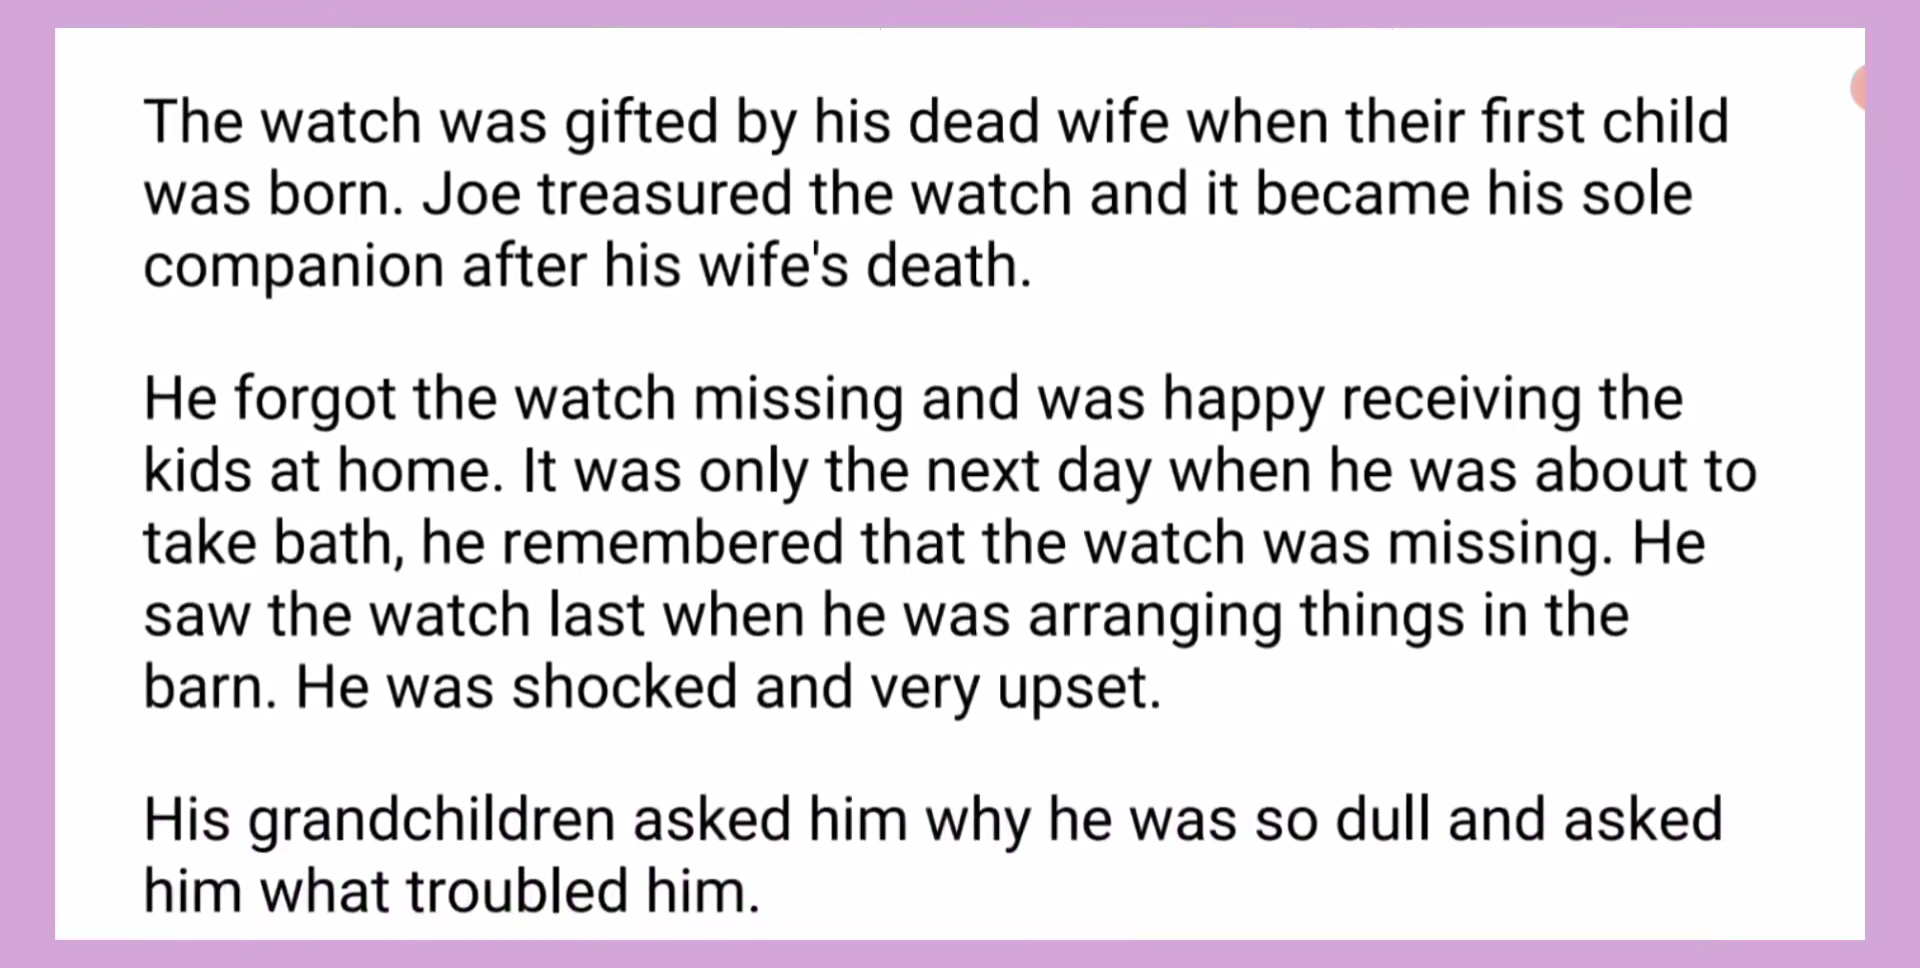 The watch was gifted by his dead wife when their first child
was born. Joe treasured the watch and it became his sole
companion after his wife's death.
He forgot the watch missing and was happy receiving the
kids at home. It was only the next day when he was about to
take bath, he remembered that the watch was missing. He
saw the watch last when he was arranging things in the
barn. He was shocked and very upset.
His grandchildren asked him why he was so dull and asked
him what troubled him.